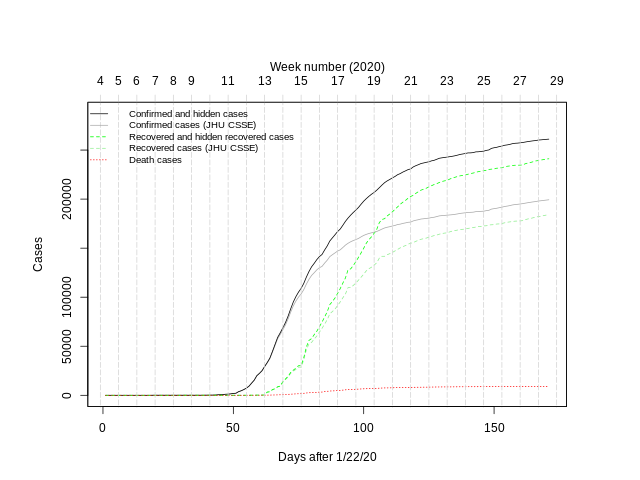 Week number (2020)
4 5 6 7 8 9 11 13 15 17 19 21 23 25 27 29
Confirmed and hidden cases
Confirmed cases (JHU CSSE)
Recovered and hidden recovered cases
Recovered cases (JHU CSSE)
Death cases
200000
100000
50000
0
Cases
0 50 100 150
Days after 1/22/20